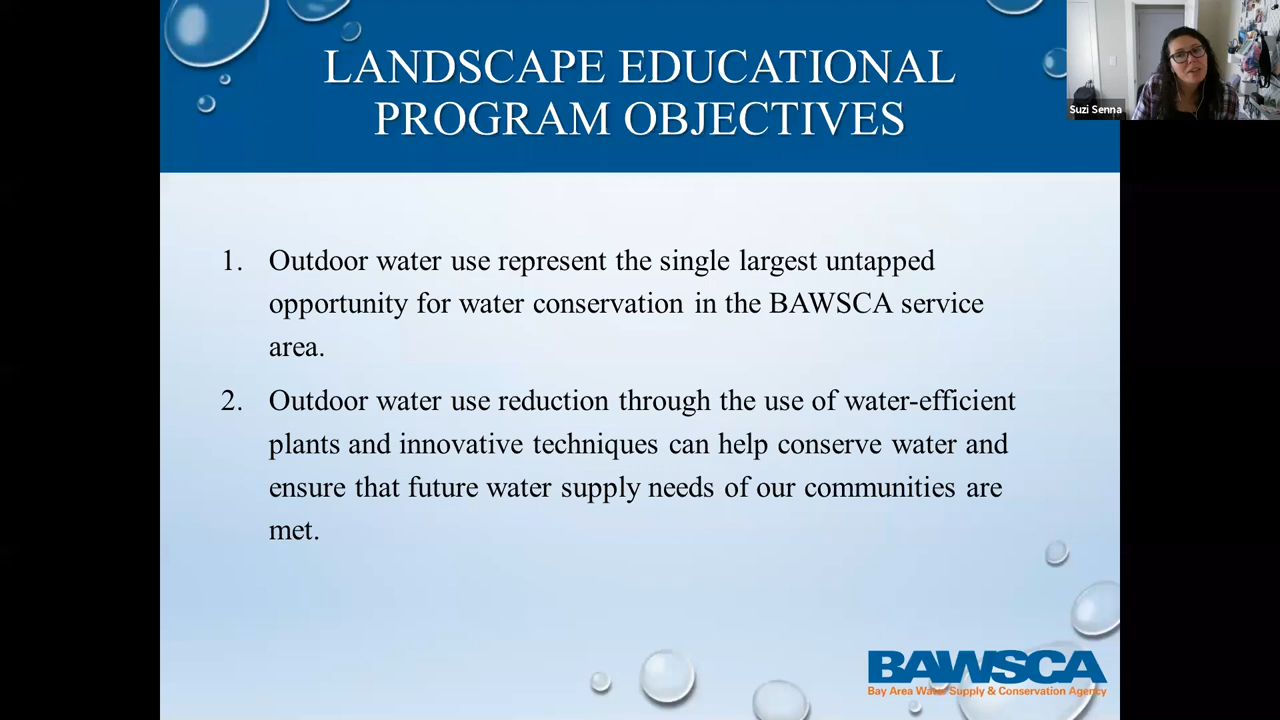 LANDSCAPE EDUCATIONAL
PROGRAM OBJECTIVES
Suzi Senna
1. Outdoor water use represent the single largest untapped
opportunity for water conservation in the BAWSCA service
area.
2. Outdoor water use reduction through the use of water-efficient
plants and innovative techniques can help conserve water and
ensure that future water supply needs of our communities are
met.
BAWSCA
Bay Area Water Supply & Conservation Agency